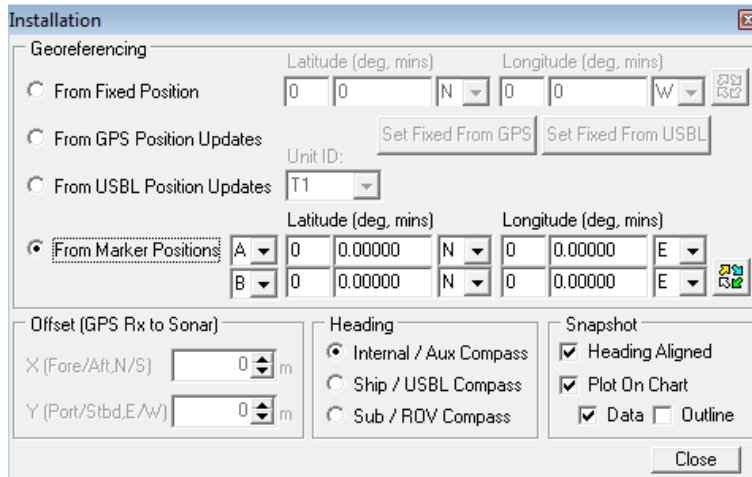 Installation
Georeferencing
Latitude (deg, mins) Longitude (deg, mins)
From Fixed Position 0 0 N 0 0 W
From GPS Position Updates Set Fixed From GPS Set Fixed From USBL
Unit ID:
From USBL Position Updates T1
Latitude (deg, mins) Longitude (deg, mins)
From Marker Positions A 0 0.00000 N 0 0.00000 E
B 0 0.00000 N 0 0.00000 E
Offset (GPS Rx to Sonar)
X (Fore/Aft,N/S) 0 m
Y (Port/Stbd,E/W) 0 m
Heading
Internal / Aux Compass
Ship / USBL Compass
Sub / ROV Compass
Snapshot
Heading Aligned
Plot On Chart
Data Outline
Close